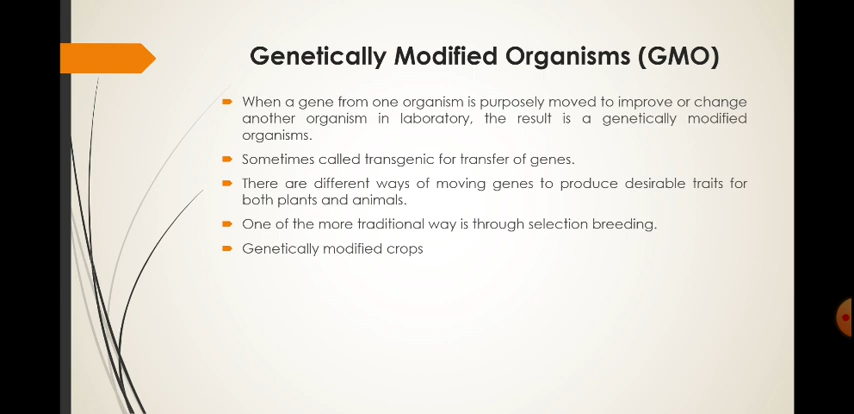 Genetically Modified Organisms (GMO)
When a gene from one organism is purposely moved to improve or change
another organism in laboratory, the result is a genetically modified
organisms.
Sometimes called transgenic for transfer of genes.
There are different ways of moving genes to produce desirable traits for
both plants and animals.
One of the more traditional way is through selection breeding.
Genetically modified crops